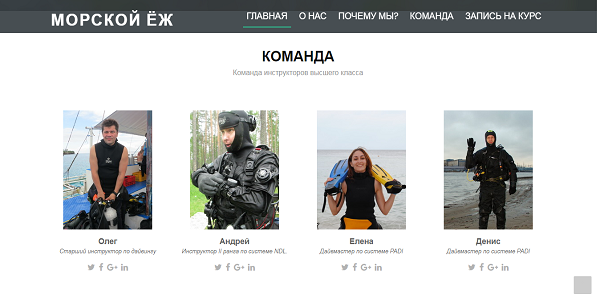 МОРСКОЙ ЁЖ
ГЛАВНАЯ О НАС ПОЧЕМУ МЫ? КОМАНДА ЗАПИСЬ НА КУРС
КОМАНДА
Команда инструкторов высшего класса
Олег Андрей Елена Денис
Старший инструктор по дайвингу Инструктор II ранга по системе NDL. Дайвмастер по системе PADI Дайвмастер по системе PADI